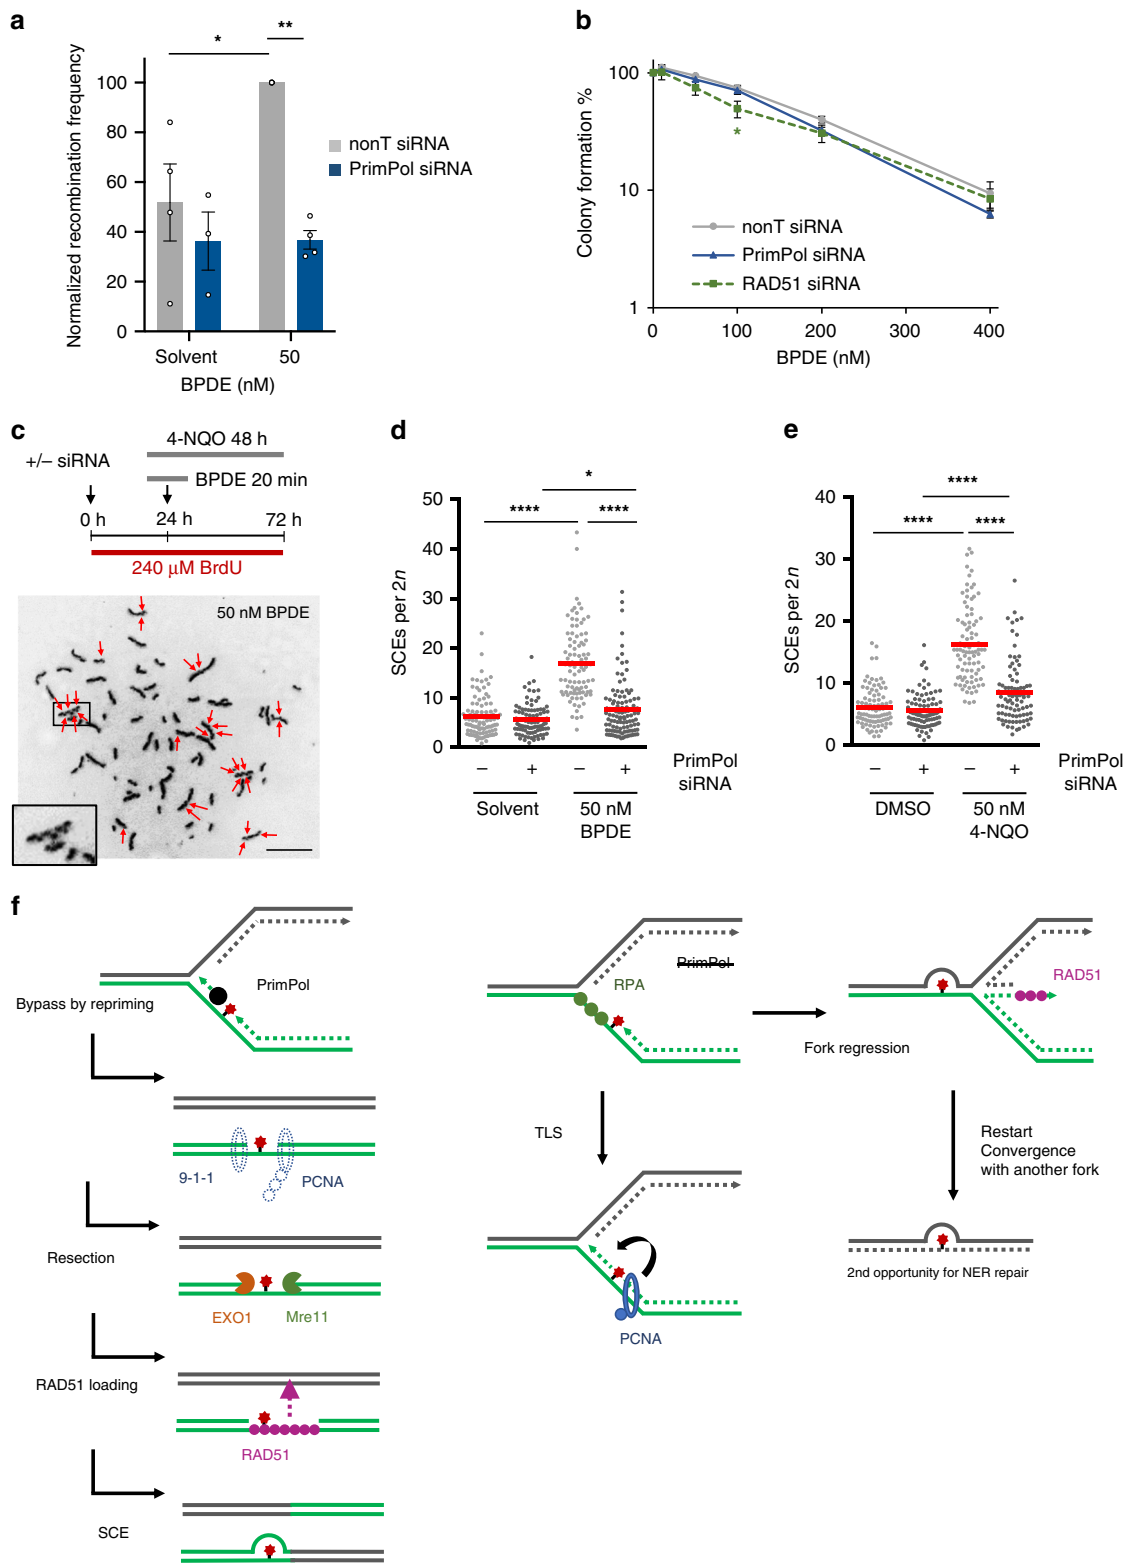 a
*
**
Normalized recombination frequency
100
80
60
40
20
0
nonT siRNA
PrimPol siRNA
Solvent
50
BPDE (nM)
b
Colony formation %
100
10
1
*
nonT siRNA
PrimPol siRNA
RAD51 siRNA
0
100
200
300
400
BPDE (nM)
c
4-NQO 48 h
+/– siRNA
BPDE 20 min
0 h
24 h
72 h
240 μM BrdU
50 nM BPDE
d
*
****
****
SCEs per 2n
50
40
30
20
10
0
–
+
–
+
PrimPol
siRNA
Solvent
50 nM
BPDE
e
****
****
****
SCEs per 2n
40
30
20
10
0
–
+
–
+
PrimPol
siRNA
DMSO
50 nM
4-NQO
f
PrimPol
Bypass by repriming
9-1-1
PCNA
Resection
EXO1
Mre11
RAD51 loading
RAD51
SCE
PrimPol
RPA
Fork regression
RAD51
TLS
PCNA
Restart
Convergence
with another fork
2nd opportunity for NER repair